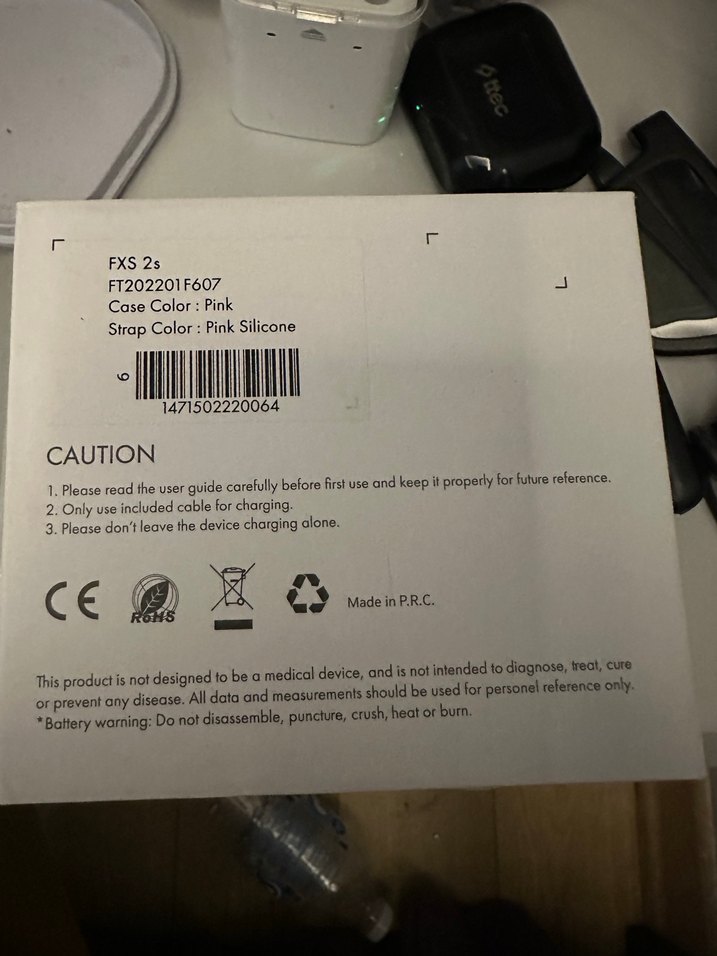 ttec
FXS 2s
FT202201F607
Case Color : Pink
Strap Color : Pink Silicone
6
1471502220064
CAUTION
1. Please read the user guide carefully before first use and keep it properly for future reference.
2. Only use included cable for charging.
3. Please don't leave the device charging alone.
CE
RoHS
Made in P.R.C.
This product is not designed to be a medical device, and is not intended to diagnose, treat, cure
or prevent any disease. All data and measurements should be used for personel reference only.
*Battery warning: Do not disassemble, puncture, crush, heat or burn.